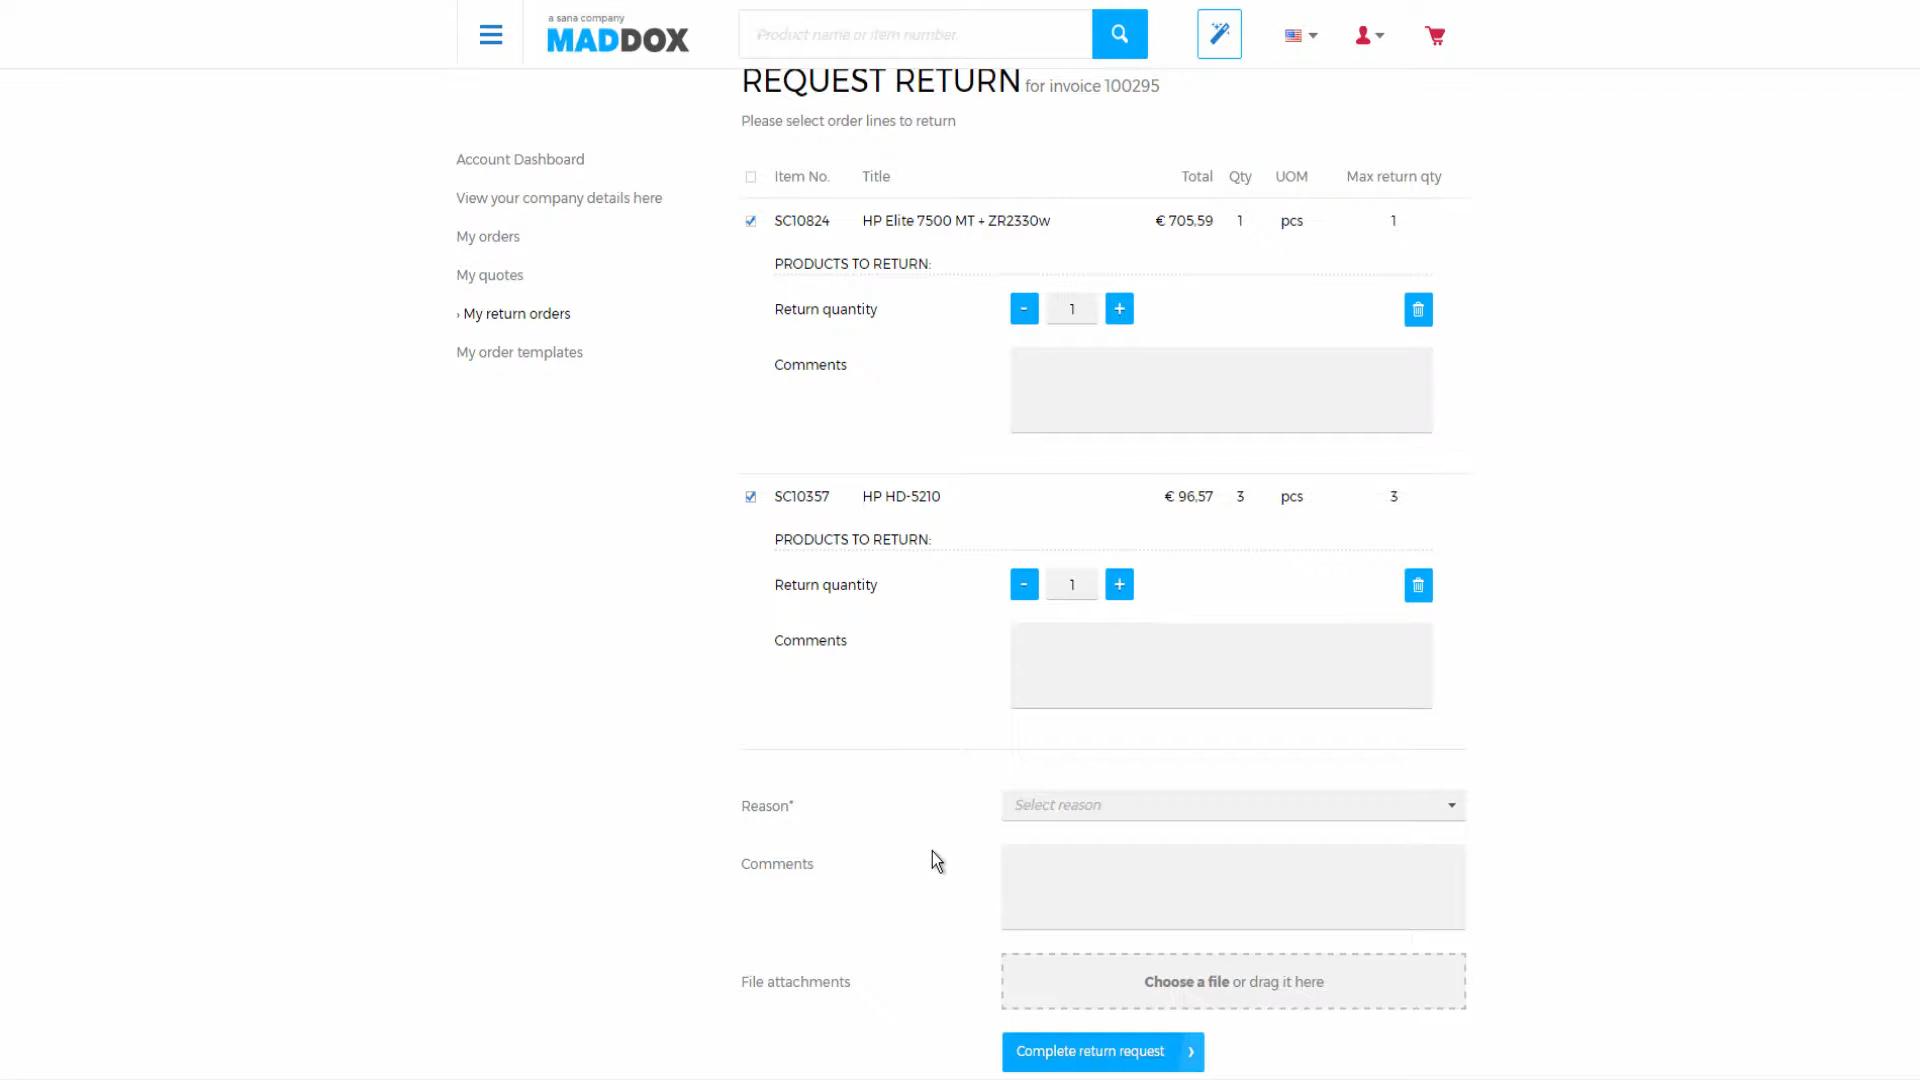 a sana company
MADDOX
Product name or item number.
REQUEST RETURN for invoice 100295
Please select order lines to return
Account Dashboard
View your company details here
My orders
My quotes
› My return orders
My order templates
Item No. Title Total Qty UOM Max return qty
SC10824 HP Elite 7500 MT + ZR2330w € 705,59 1 pcs 1
PRODUCTS TO RETURN:
Return quantity - 1 +
Comments
SC10357 HP HD-5210 € 96,57 3 pcs 3
PRODUCTS TO RETURN:
Return quantity - 1 +
Comments
Reason* Select reason
Comments
File attachments Choose a file or drag it here
Complete return request ›